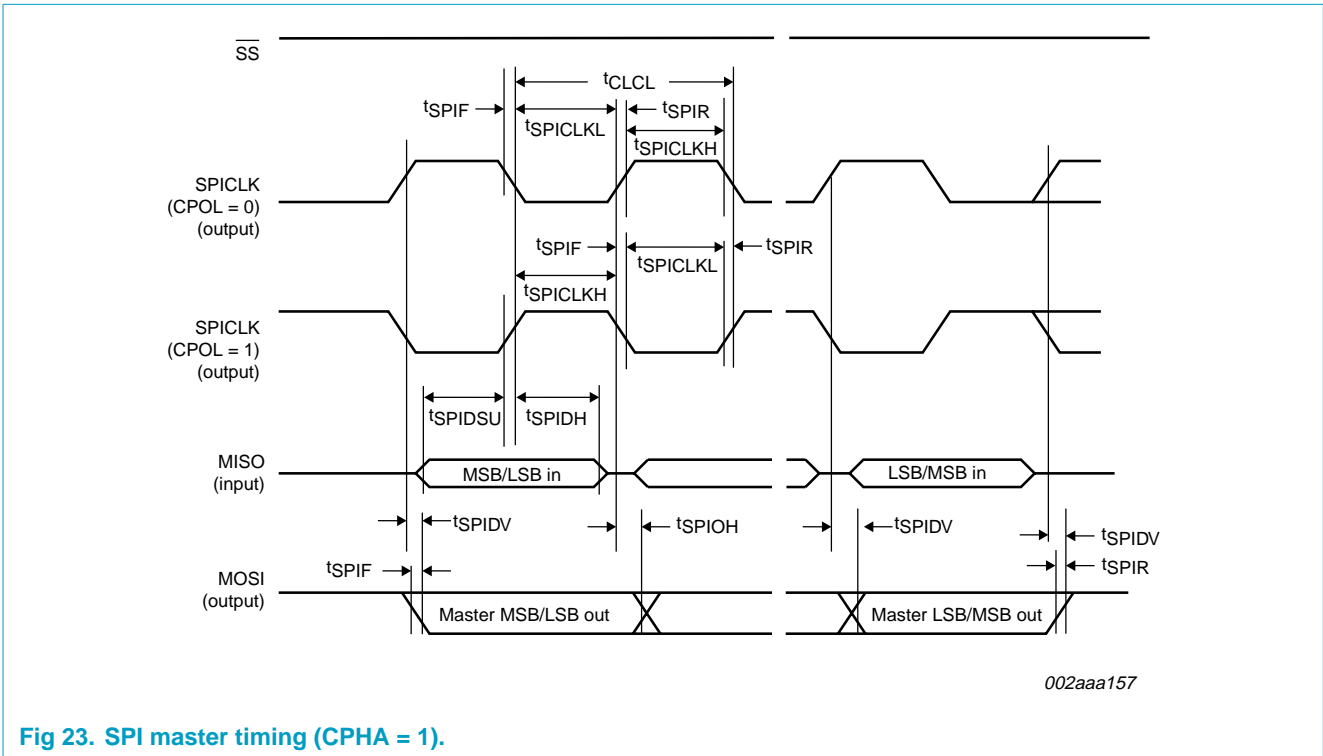 SS
tCLCL
tSPIF
tSPICLKL
tSPIR
tSPICLKH
SPICLK
(CPOL = 0)
(output)
tSPIF
tSPICLKL
tSPIR
tSPICLKH
SPICLK
(CPOL = 1)
(output)
tSPIDSU
tSPIDH
MISO
(input)
MSB/LSB in
LSB/MSB in
tSPIDV
tSPIOH
tSPIDV
tSPIDV
tSPIF
tSPIR
MOSI
(output)
Master MSB/LSB out
Master LSB/MSB out
002aaa157
Fig 23. SPI master timing (CPHA = 1).